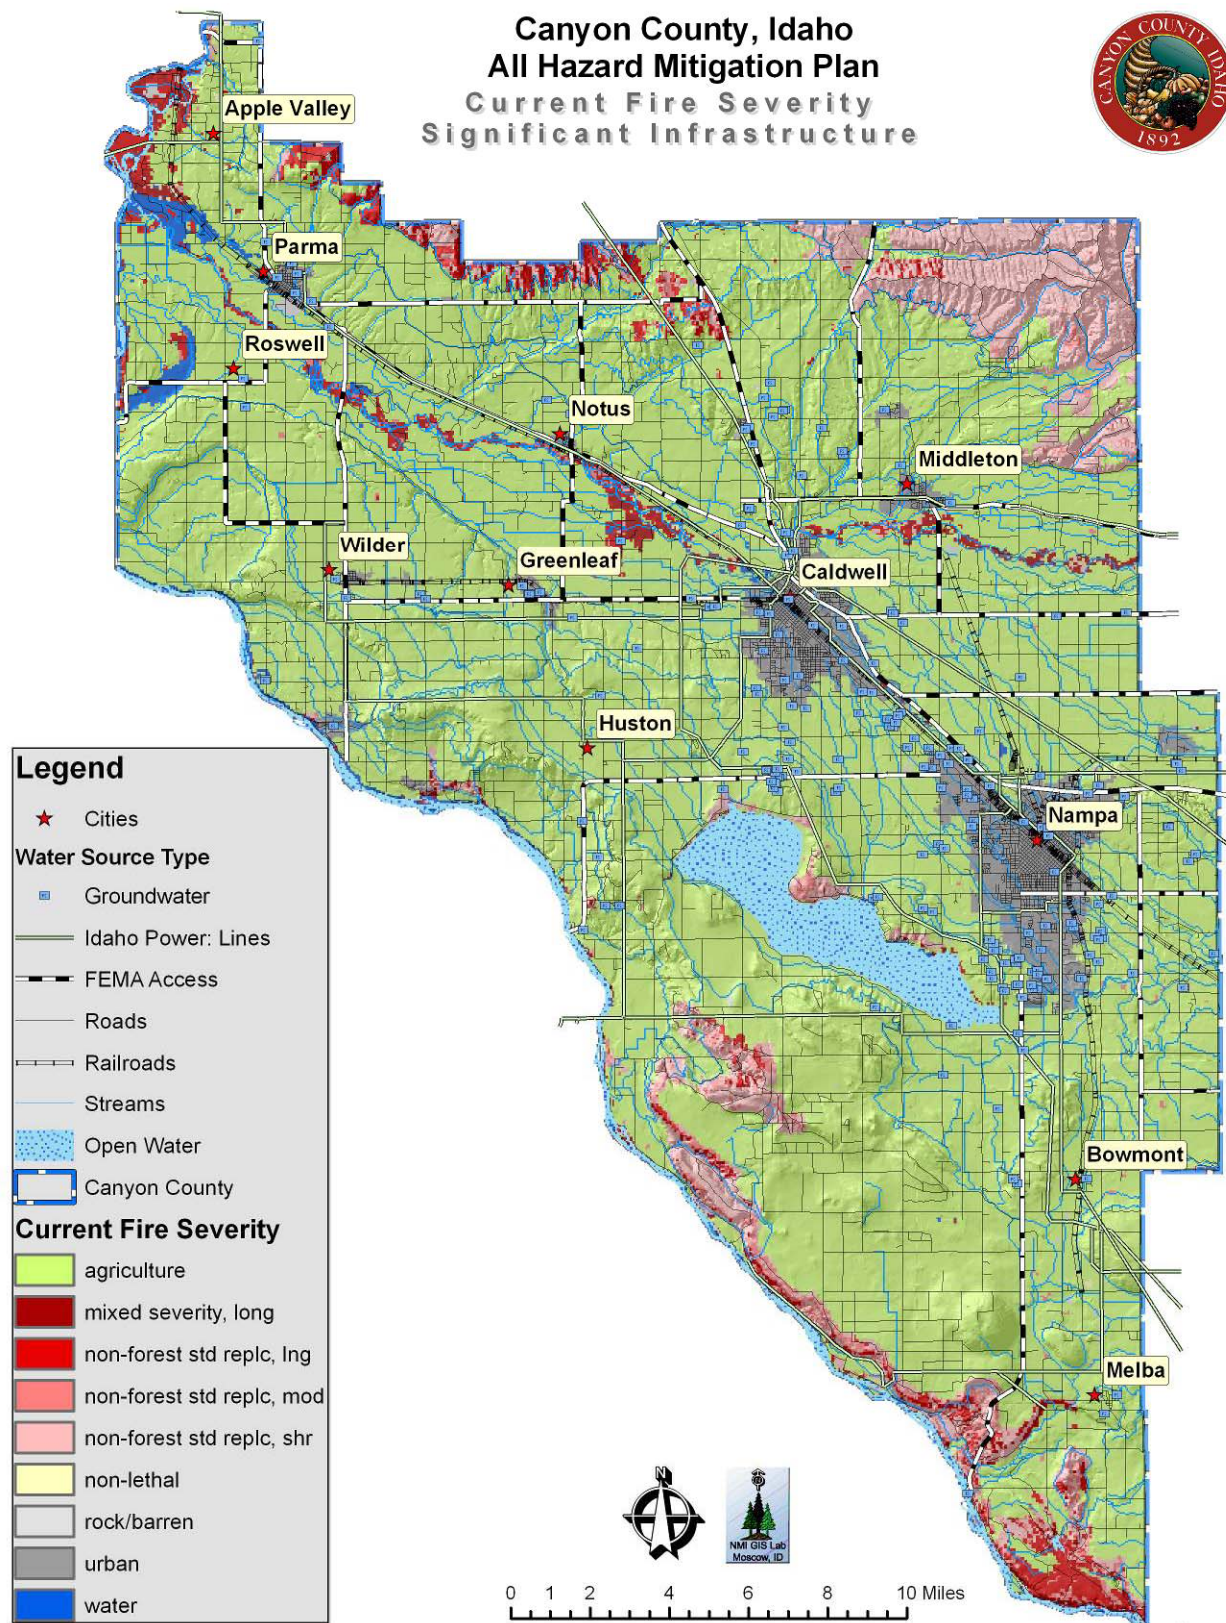 Canyon County, Idaho
All Hazard Mitigation Plan
Current Fire Severity
Significant Infrastructure
CANYON COUNTY IDAHO
1892
Apple Valley
Parma
Roswell
Notus
Middleton
Wilder
Greenleaf
Caldwell
Huston
Nampa
Bowmont
Melba
Legend
Cities
Water Source Type
Groundwater
Idaho Power: Lines
FEMA Access
Roads
Railroads
Streams
Open Water
Canyon County
Current Fire Severity
agriculture
mixed severity, long
non-forest std replc, lng
non-forest std replc, mod
non-forest std replc, shr
non-lethal
rock/barren
urban
water
N
NMI GIS Lab
Moscow, ID
0 1 2 4 6 8 10 Miles